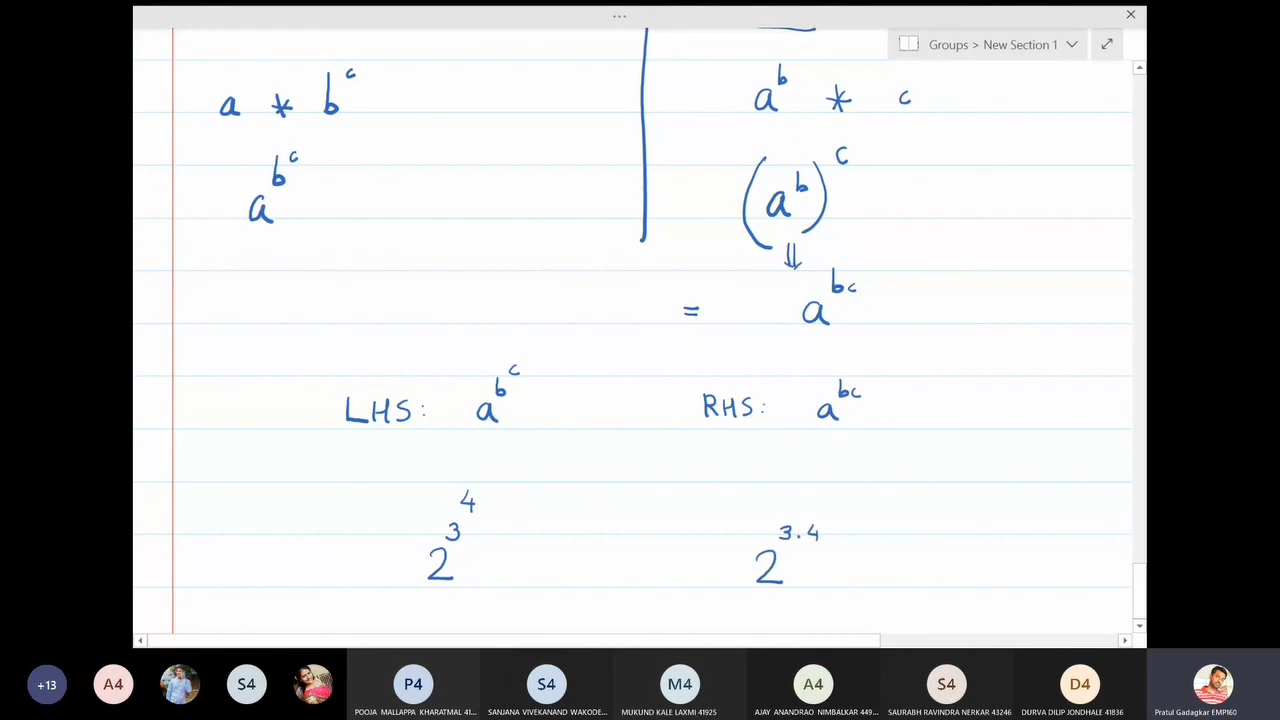 Groups > New Section 1
a * b^c
a^b * c
a^b^c
(a^b)^c
⇓
= a^bc
LHS: a^b^c
RHS: a^bc
2^3^4
2^3.4
+13
A4
S4
P4
S4
M4
A4
S4
D4
POOJA MALLAPPA KHARATMAL 41...
SANJANA VIVEKANAND WAKODE...
MUKUND KALE LAXMI 41925
AJAY ANANDRAO NIMBALKAR 449...
SAURABH RAVINDRA NERKAR 43246
DURVA DILIP JONDHALE 41836
Pratul Gadagkar EMP160